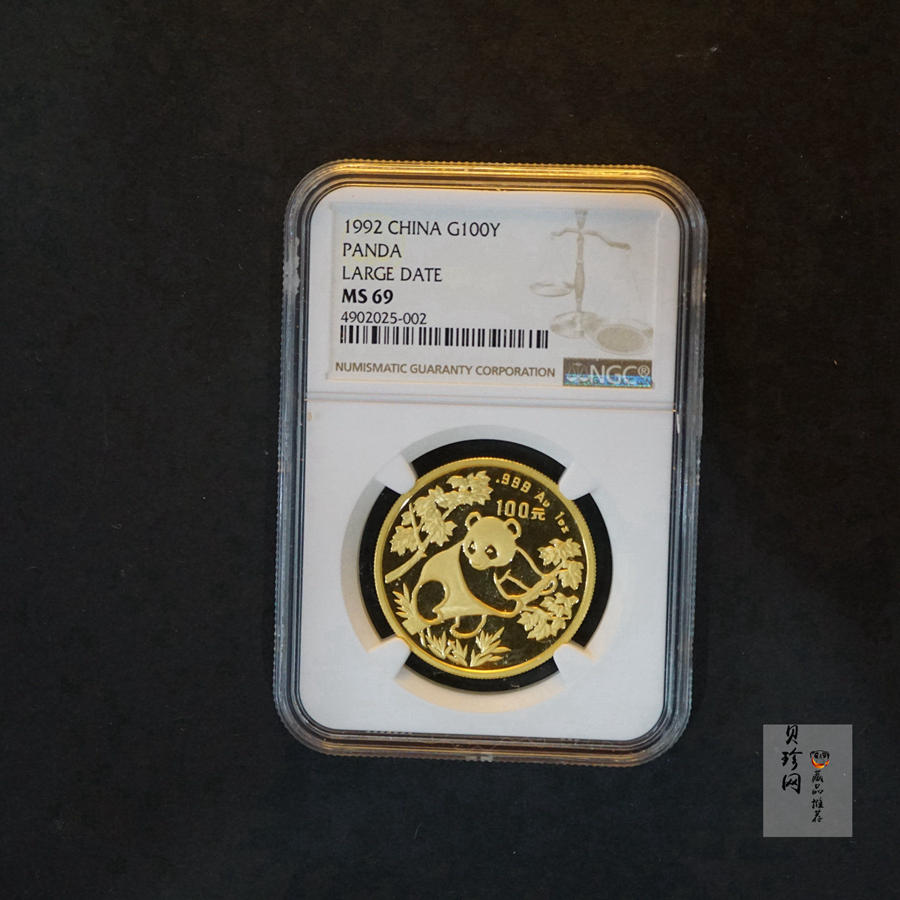 1992 CHINA G100Y
PANDA
LARGE DATE
MS 69
4902025-002
NUMISMATIC GUARANTY CORPORATION
NGC®
.999 Au 1oz
100元
贝珍网
藏品推荐